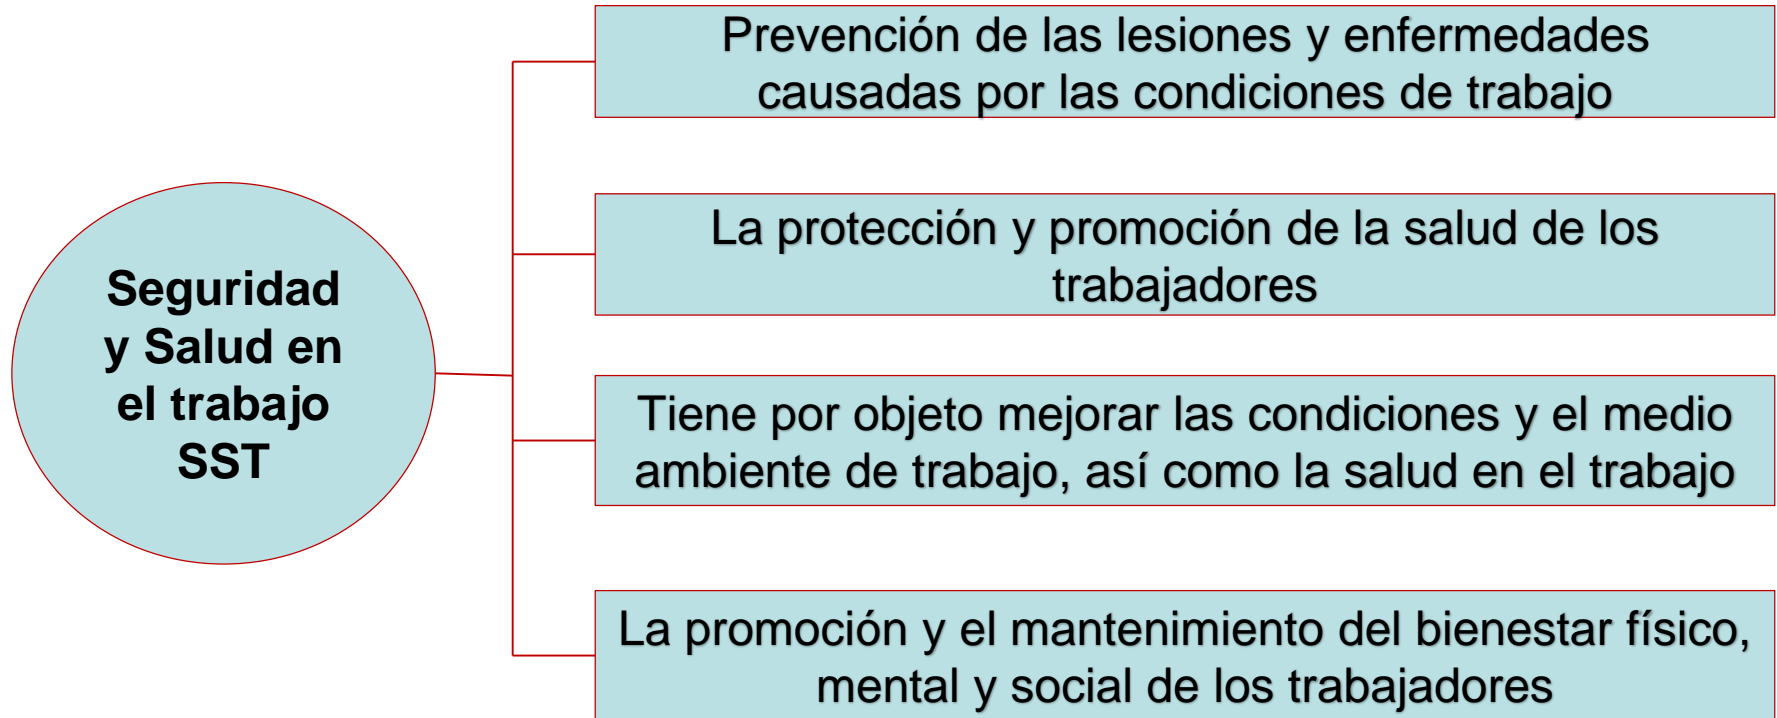 Seguridad
y Salud en
el trabajo
SST
Prevención de las lesiones y enfermedades
causadas por las condiciones de trabajo
La protección y promoción de la salud de los
trabajadores
Tiene por objeto mejorar las condiciones y el medio
ambiente de trabajo, así como la salud en el trabajo
La promoción y el mantenimiento del bienestar físico,
mental y social de los trabajadores